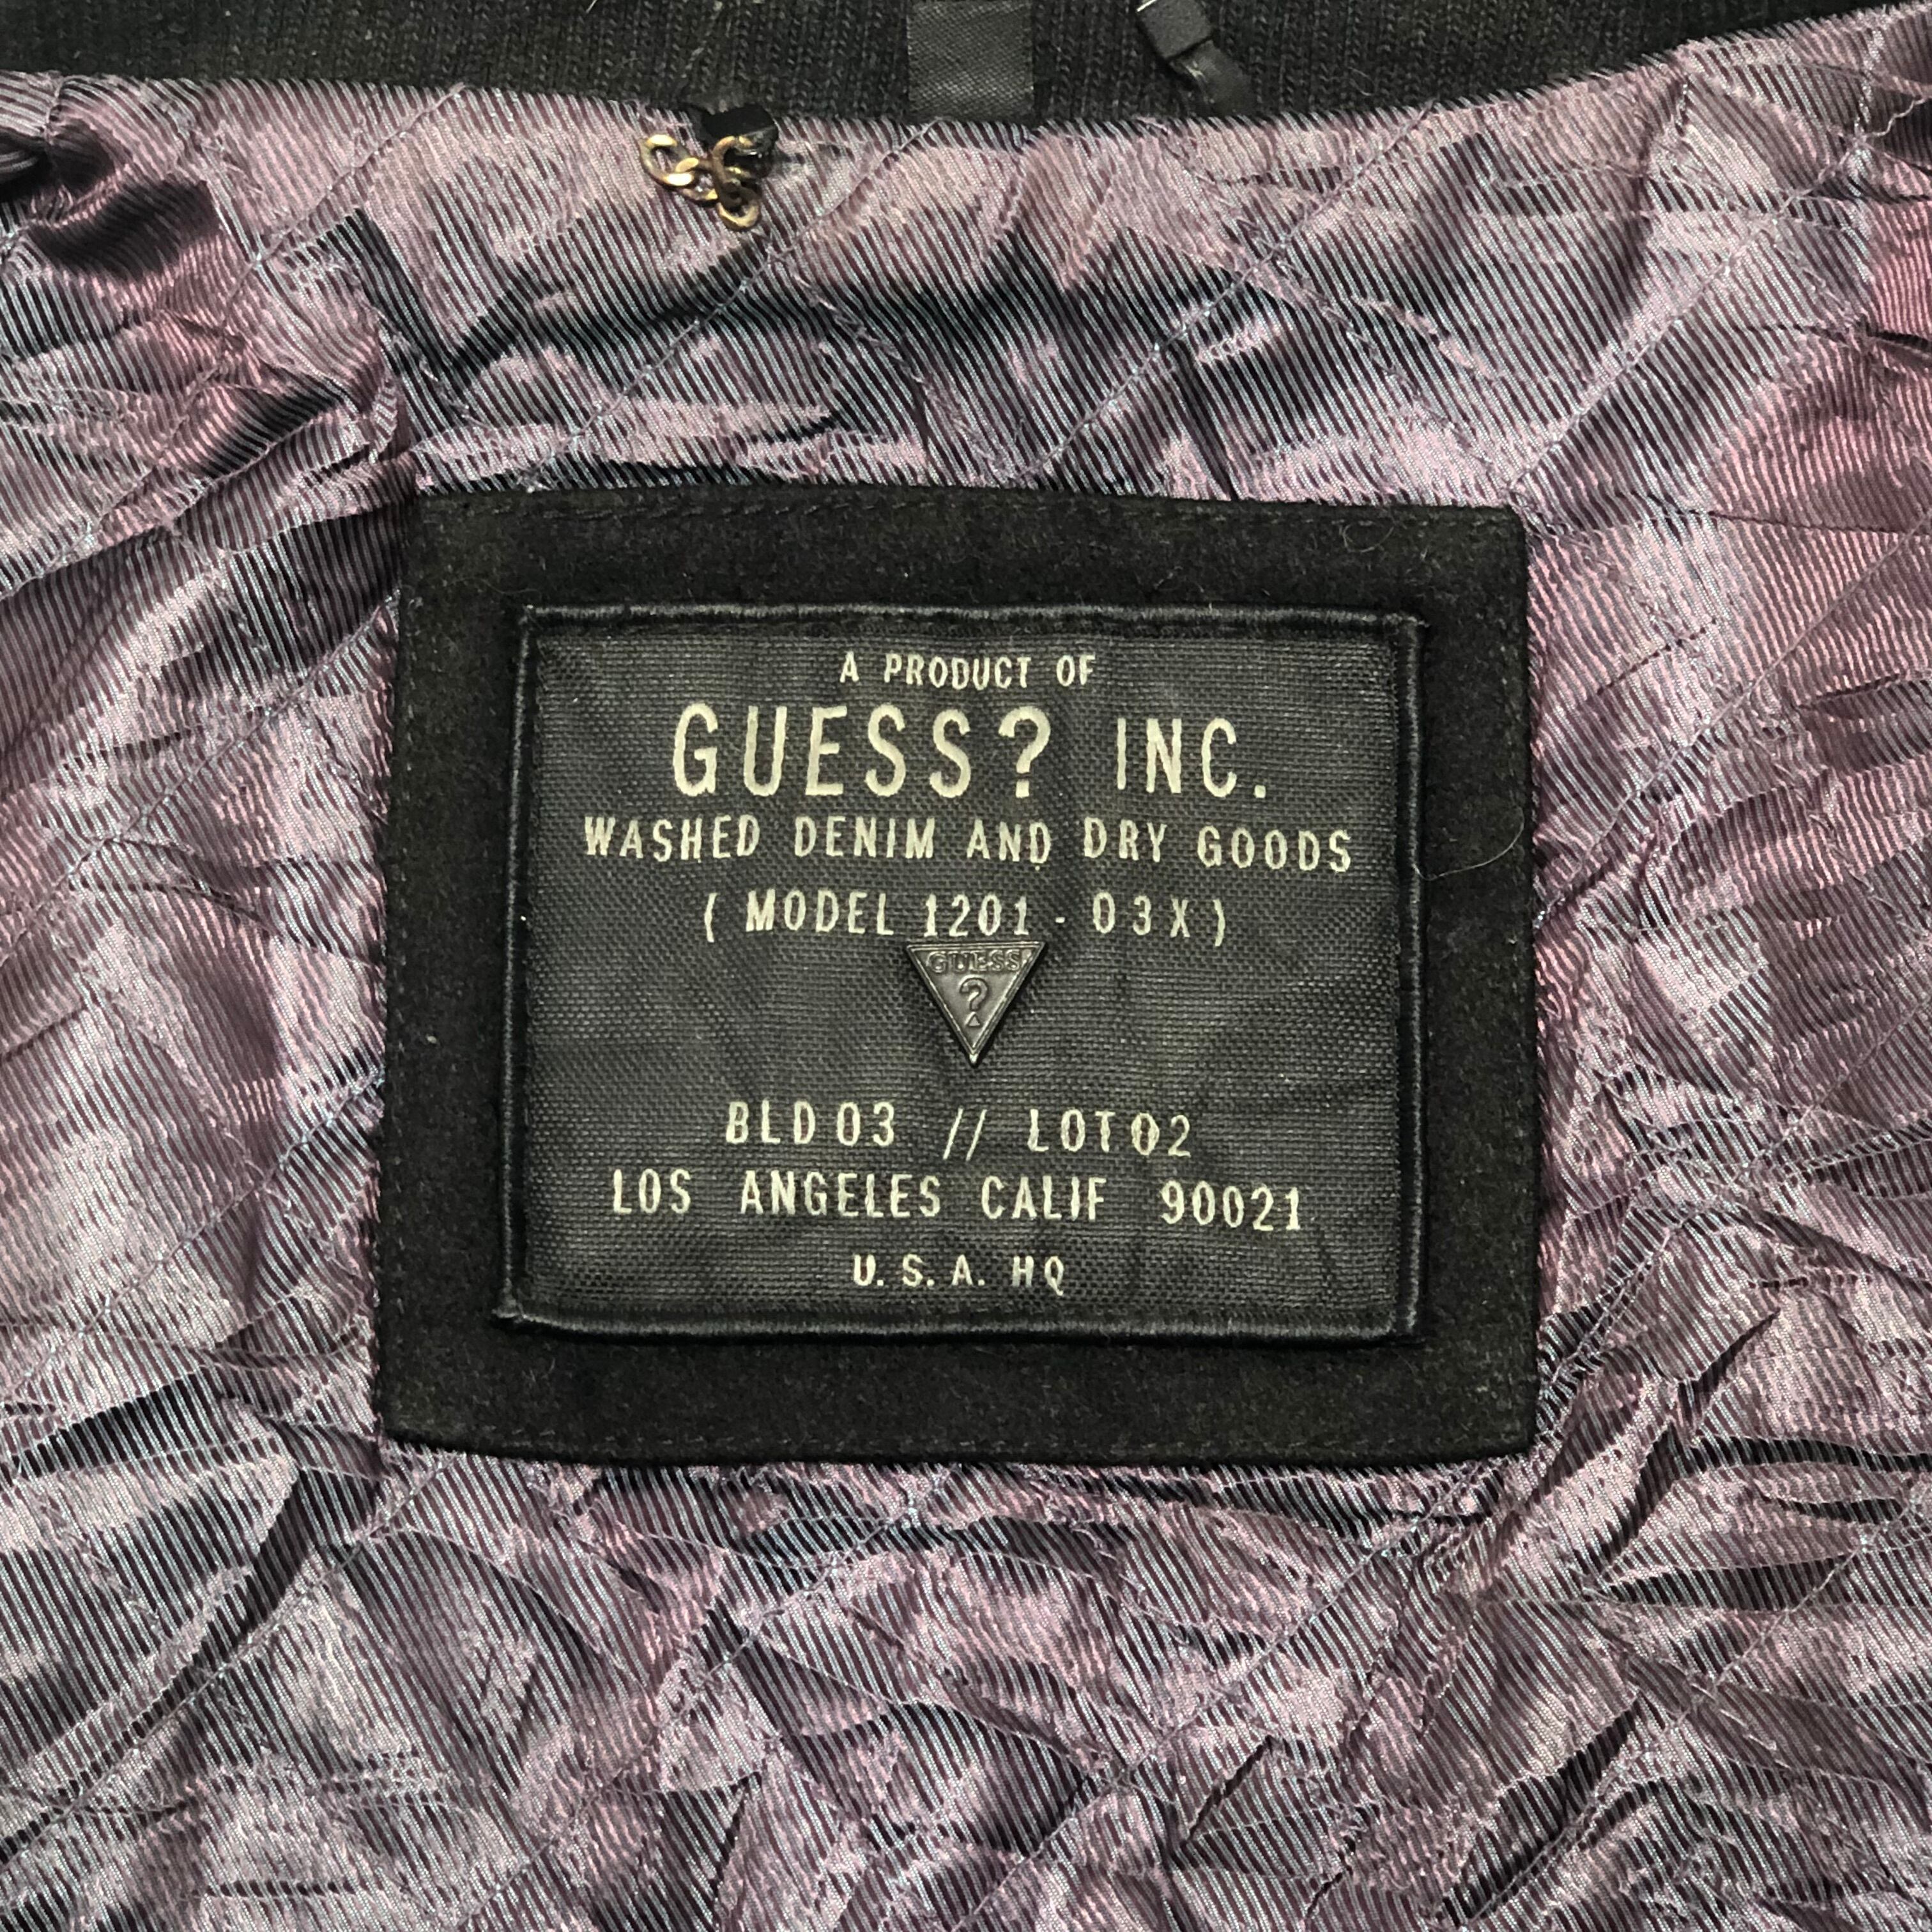 A PRODUCT OF
GUESS? INC.
WASHED DENIM AND DRY GOODS
( MODEL 1201 - 03X )
GUESS
?
BLD 03 // LOT 02
LOS ANGELES CALIF 90021
U. S. A. HQ